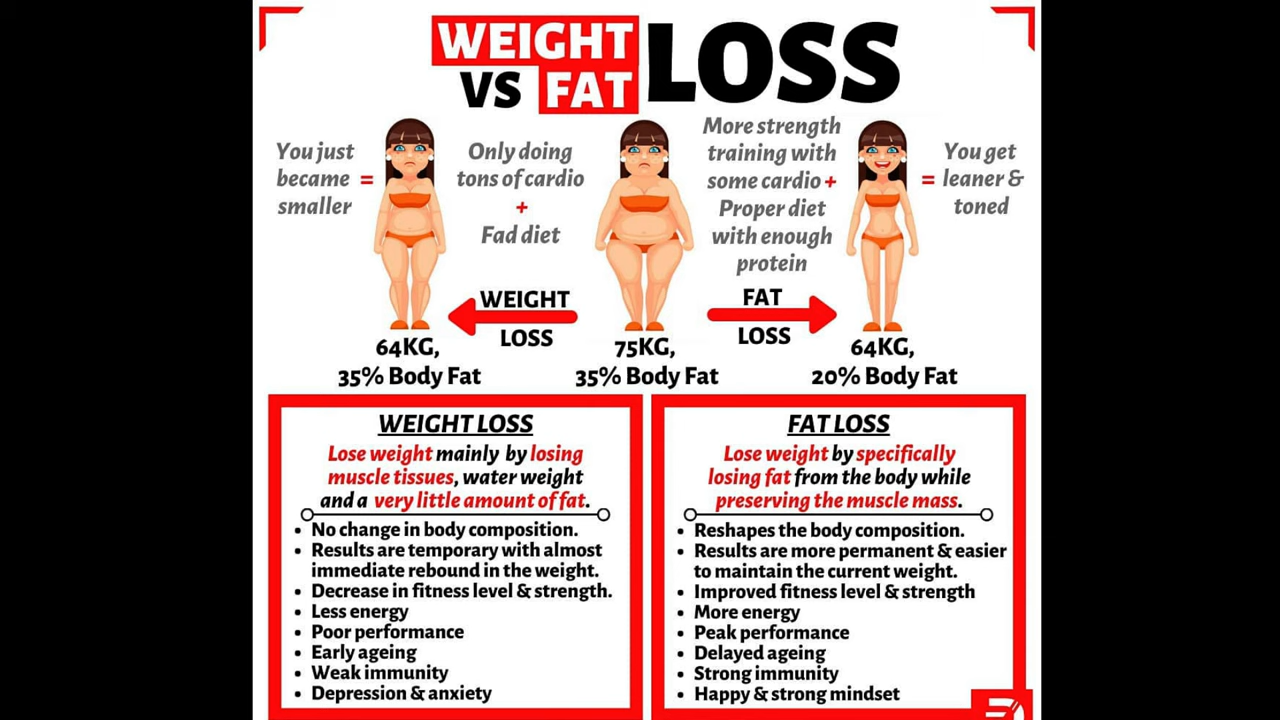 WEIGHT
VS FAT
LOSS
You just
became =
smaller
Only doing
tons of cardio
+
Fad diet
More strength
training with
some cardio +
Proper diet
with enough
protein
You get
= leaner &
toned
WEIGHT
LOSS
FAT
LOSS
64KG,
35% Body Fat
75KG,
35% Body Fat
64KG,
20% Body Fat
WEIGHT LOSS
Lose weight mainly by losing
muscle tissues, water weight
and a very little amount of fat.
• No change in body composition.
• Results are temporary with almost
immediate rebound in the weight.
• Decrease in fitness level & strength.
• Less energy
• Poor performance
• Early ageing
• Weak immunity
• Depression & anxiety
FAT LOSS
Lose weight by specifically
losing fat from the body while
preserving the muscle mass.
• Reshapes the body composition.
• Results are more permanent & easier
to maintain the current weight.
• Improved fitness level & strength
• More energy
• Peak performance
• Delayed ageing
• Strong immunity
• Happy & strong mindset